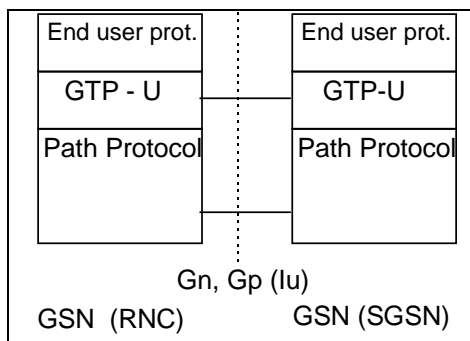 End user prot.
End user prot.
GTP - U
GTP-U
Path Protocol
Path Protocol
Gn, Gp (Iu)
GSN (RNC)
GSN (SGSN)